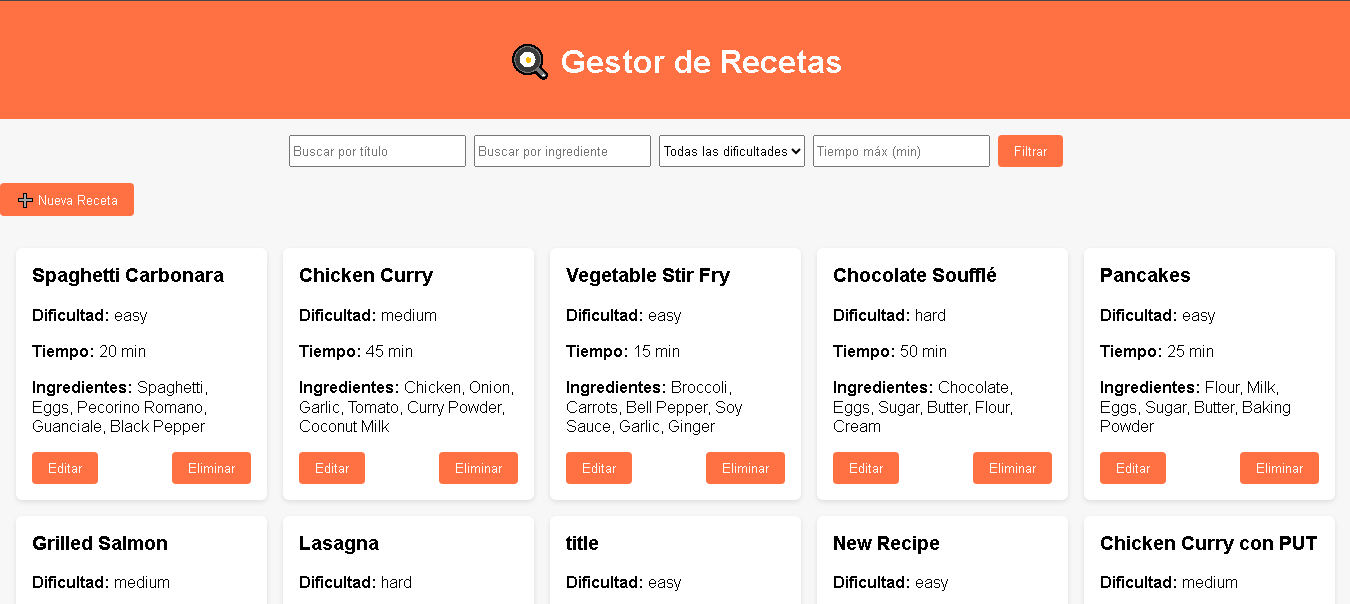 Gestor de Recetas
Buscar por título
Buscar por ingrediente
Todas las dificultades
Tiempo máx (min)
Filtrar
Nueva Receta
Spaghetti Carbonara
Dificultad: easy
Tiempo: 20 min
Ingredientes: Spaghetti,
Eggs, Pecorino Romano,
Guanciale, Black Pepper
Editar
Eliminar
Chicken Curry
Dificultad: medium
Tiempo: 45 min
Ingredientes: Chicken, Onion,
Garlic, Tomato, Curry Powder,
Coconut Milk
Editar
Eliminar
Vegetable Stir Fry
Dificultad: easy
Tiempo: 15 min
Ingredientes: Broccoli,
Carrots, Bell Pepper, Soy
Sauce, Garlic, Ginger
Editar
Eliminar
Chocolate Soufflé
Dificultad: hard
Tiempo: 50 min
Ingredientes: Chocolate,
Eggs, Sugar, Butter, Flour,
Cream
Editar
Eliminar
Pancakes
Dificultad: easy
Tiempo: 25 min
Ingredientes: Flour, Milk,
Eggs, Sugar, Butter, Baking
Powder
Editar
Eliminar
Grilled Salmon
Dificultad: medium
Lasagna
Dificultad: hard
title
Dificultad: easy
New Recipe
Dificultad: easy
Chicken Curry con PUT
Dificultad: medium